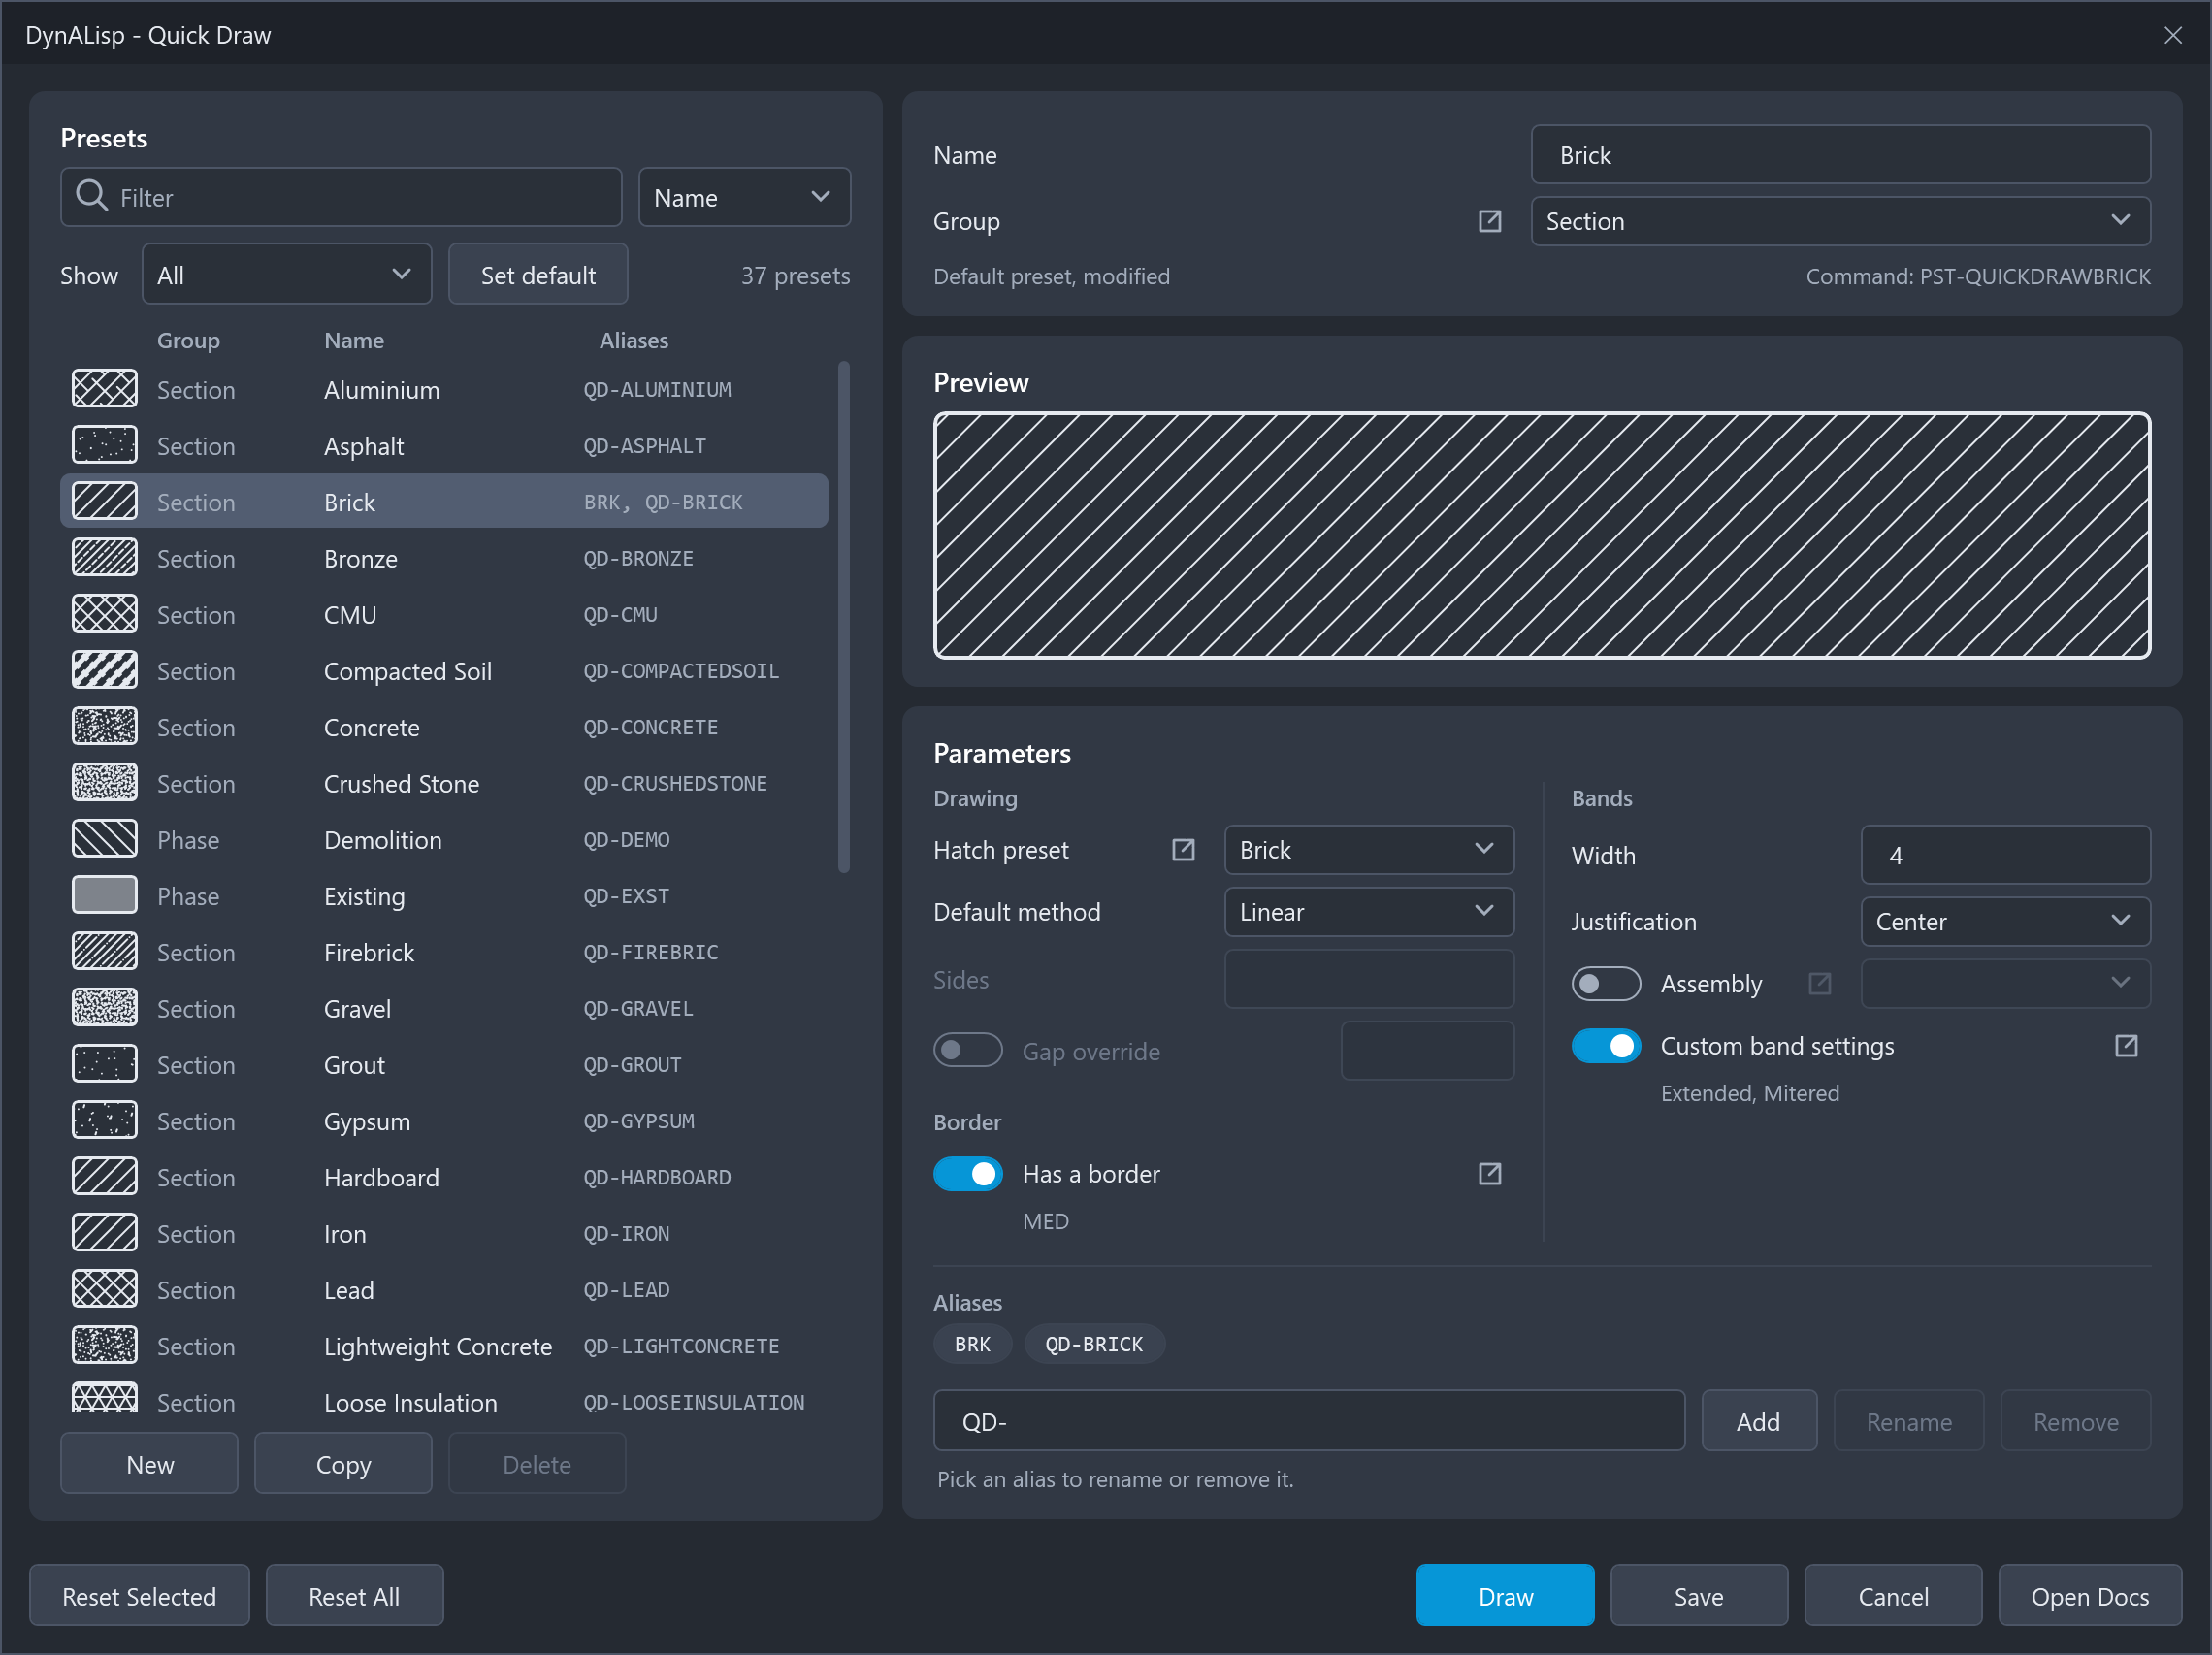 DynALisp - Quick Draw
Presets
Filter
Name
Show
All
Set default
37 presets
Group Name Aliases
Section Aluminium QD-ALUMINIUM
Section Asphalt QD-ASPHALT
Section Brick BRK, QD-BRICK
Section Bronze QD-BRONZE
Section CMU QD-CMU
Section Compacted Soil QD-COMPACTEDSOIL
Section Concrete QD-CONCRETE
Section Crushed Stone QD-CRUSHEDSTONE
Phase Demolition QD-DEMO
Phase Existing QD-EXST
Section Firebrick QD-FIREBRIC
Section Gravel QD-GRAVEL
Section Grout QD-GROUT
Section Gypsum QD-GYPSUM
Section Hardboard QD-HARDBOARD
Section Iron QD-IRON
Section Lead QD-LEAD
Section Lightweight Concrete QD-LIGHTCONCRETE
Section Loose Insulation QD-LOOSEINSULATION
New Copy Delete
Name Brick
Group Section
Default preset, modified Command: PST-QUICKDRAWBRICK
Preview
Parameters
Drawing
Hatch preset Brick
Default method Linear
Sides
Gap override
Border
Has a border
MED
Bands
Width 4
Justification Center
Assembly
Custom band settings
Extended, Mitered
Aliases
BRK QD-BRICK
QD- Add Rename Remove
Pick an alias to rename or remove it.
Reset Selected Reset All Draw Save Cancel Open Docs